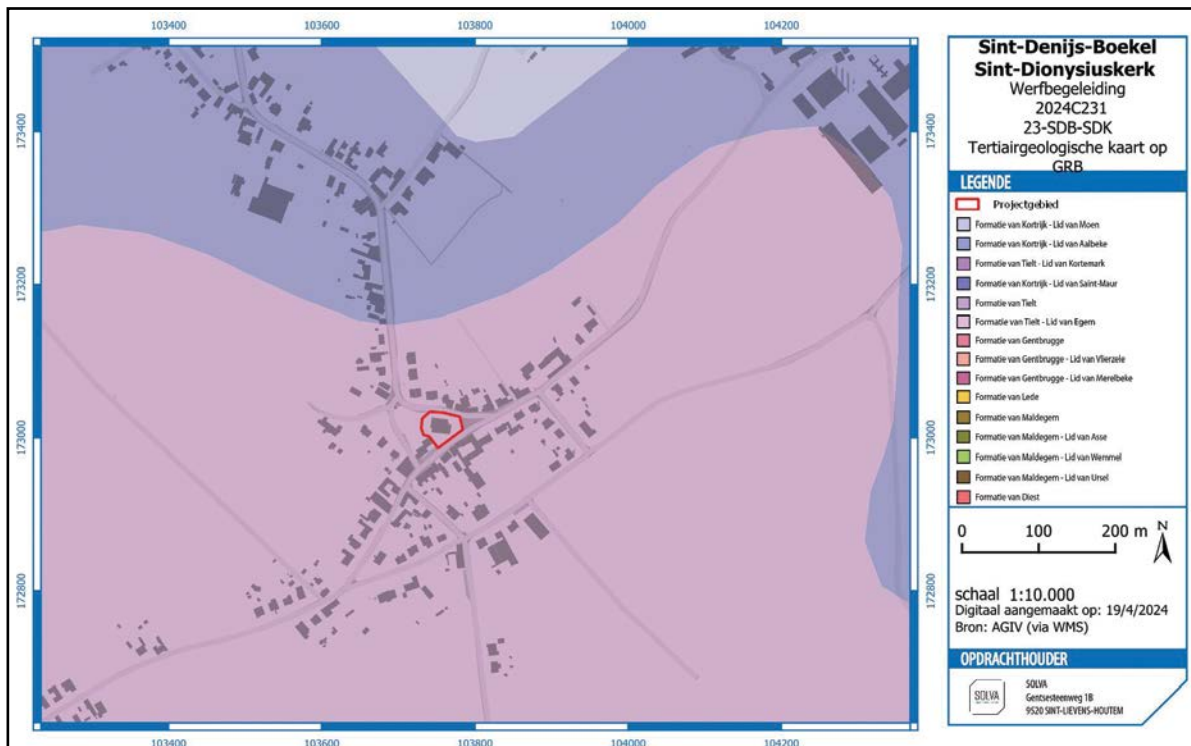 103400
103600
103800
104000
104200
173400
173200
173000
172800
173400
173200
173000
172800
103400
103600
103800
104000
104200
Sint-Denijs-Boekel
Sint-Dionysiuskerk
Werfbegeleiding
2024C231
23-SDB-SDK
Tertiairgeologische kaart op
GRB
LEGENDE
Projectgebied
Formatie van Kortrijk - Lid van Moen
Formatie van Kortrijk - Lid van Aalbeke
Formatie van Tielt - Lid van Kortemark
Formatie van Kortrijk - Lid van Saint-Maur
Formatie van Tielt
Formatie van Tielt - Lid van Egem
Formatie van Gentbrugge
Formatie van Gentbrugge - Lid van Vlierzele
Formatie van Gentbrugge - Lid van Merelbeke
Formatie van Lede
Formatie van Maldegem
Formatie van Maldegem - Lid van Asse
Formatie van Maldegem - Lid van Wemmel
Formatie van Maldegem - Lid van Ursel
Formatie van Diest
0 100 200 m N
schaal 1:10.000
Digitaal aangemaakt op: 19/4/2024
Bron: AGIV (via WMS)
OPDRACHTHOUDER
SOLVA
SOLVA
Gentsesteenweg 1B
9520 SINT-LIEVENS-HOUTEM